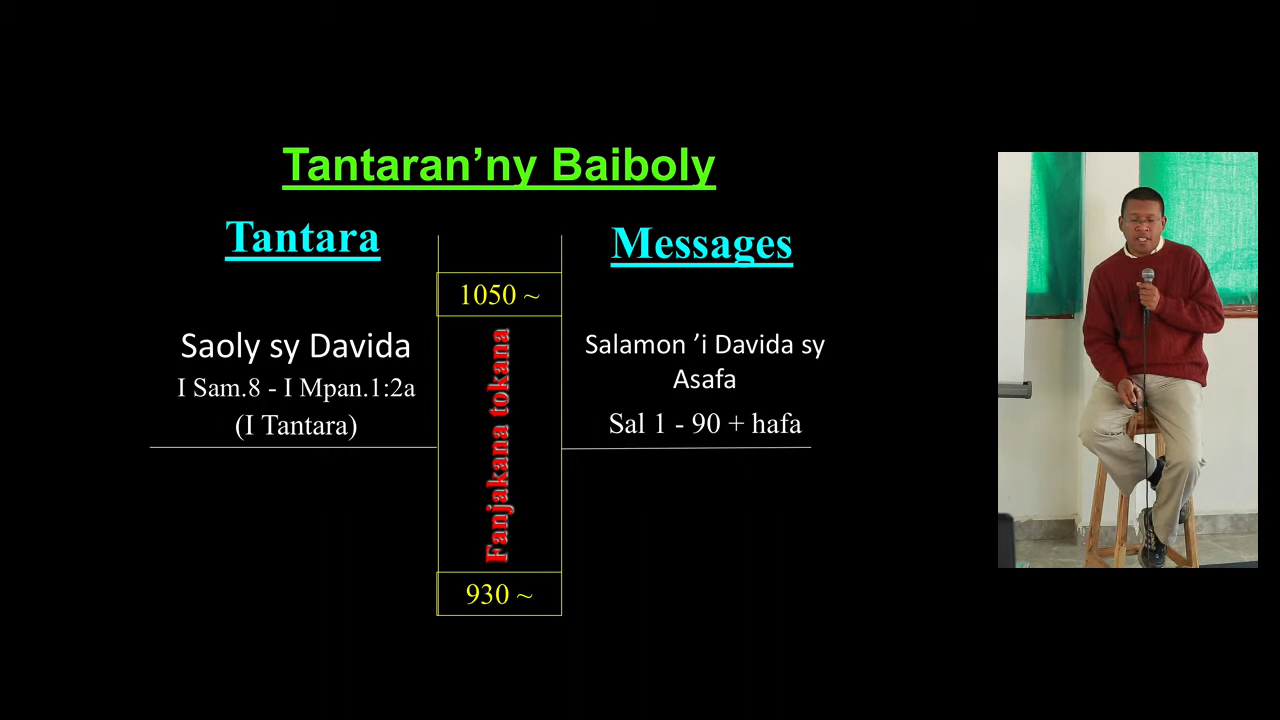 Tantaran’ny Baiboly
Tantara
Messages
1050 ~
Saoly sy Davida
I Sam.8 - I Mpan.1:2a
(I Tantara)
Fanjakana tokana
Salamon ’i Davida sy
Asafa
Sal 1 - 90 + hafa
930 ~